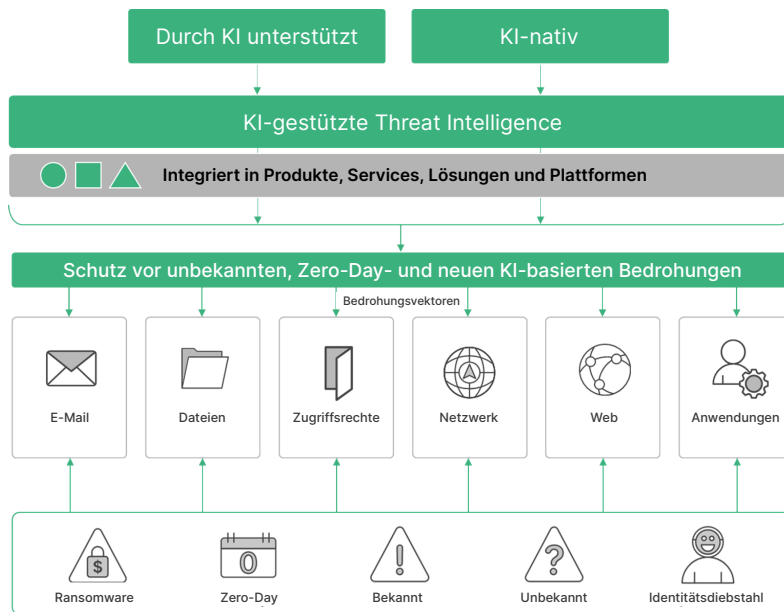 Durch KI unterstützt
KI-nativ
KI-gestützte Threat Intelligence
Integriert in Produkte, Services, Lösungen und Plattformen
Schutz vor unbekannten, Zero-Day- und neuen KI-basierten Bedrohungen
Bedrohungsvektoren
E-Mail
Dateien
Zugriffsrechte
Netzwerk
Web
Anwendungen
$
0
!
?
Ransomware
Zero-Day
Bekannt
Unbekannt
Identitätsdiebstahl